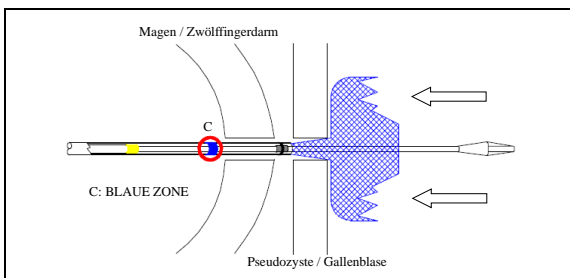 Magen / Zwölffingerdarm
C
C: BLAUE ZONE
Pseudozyste / Gallenblase